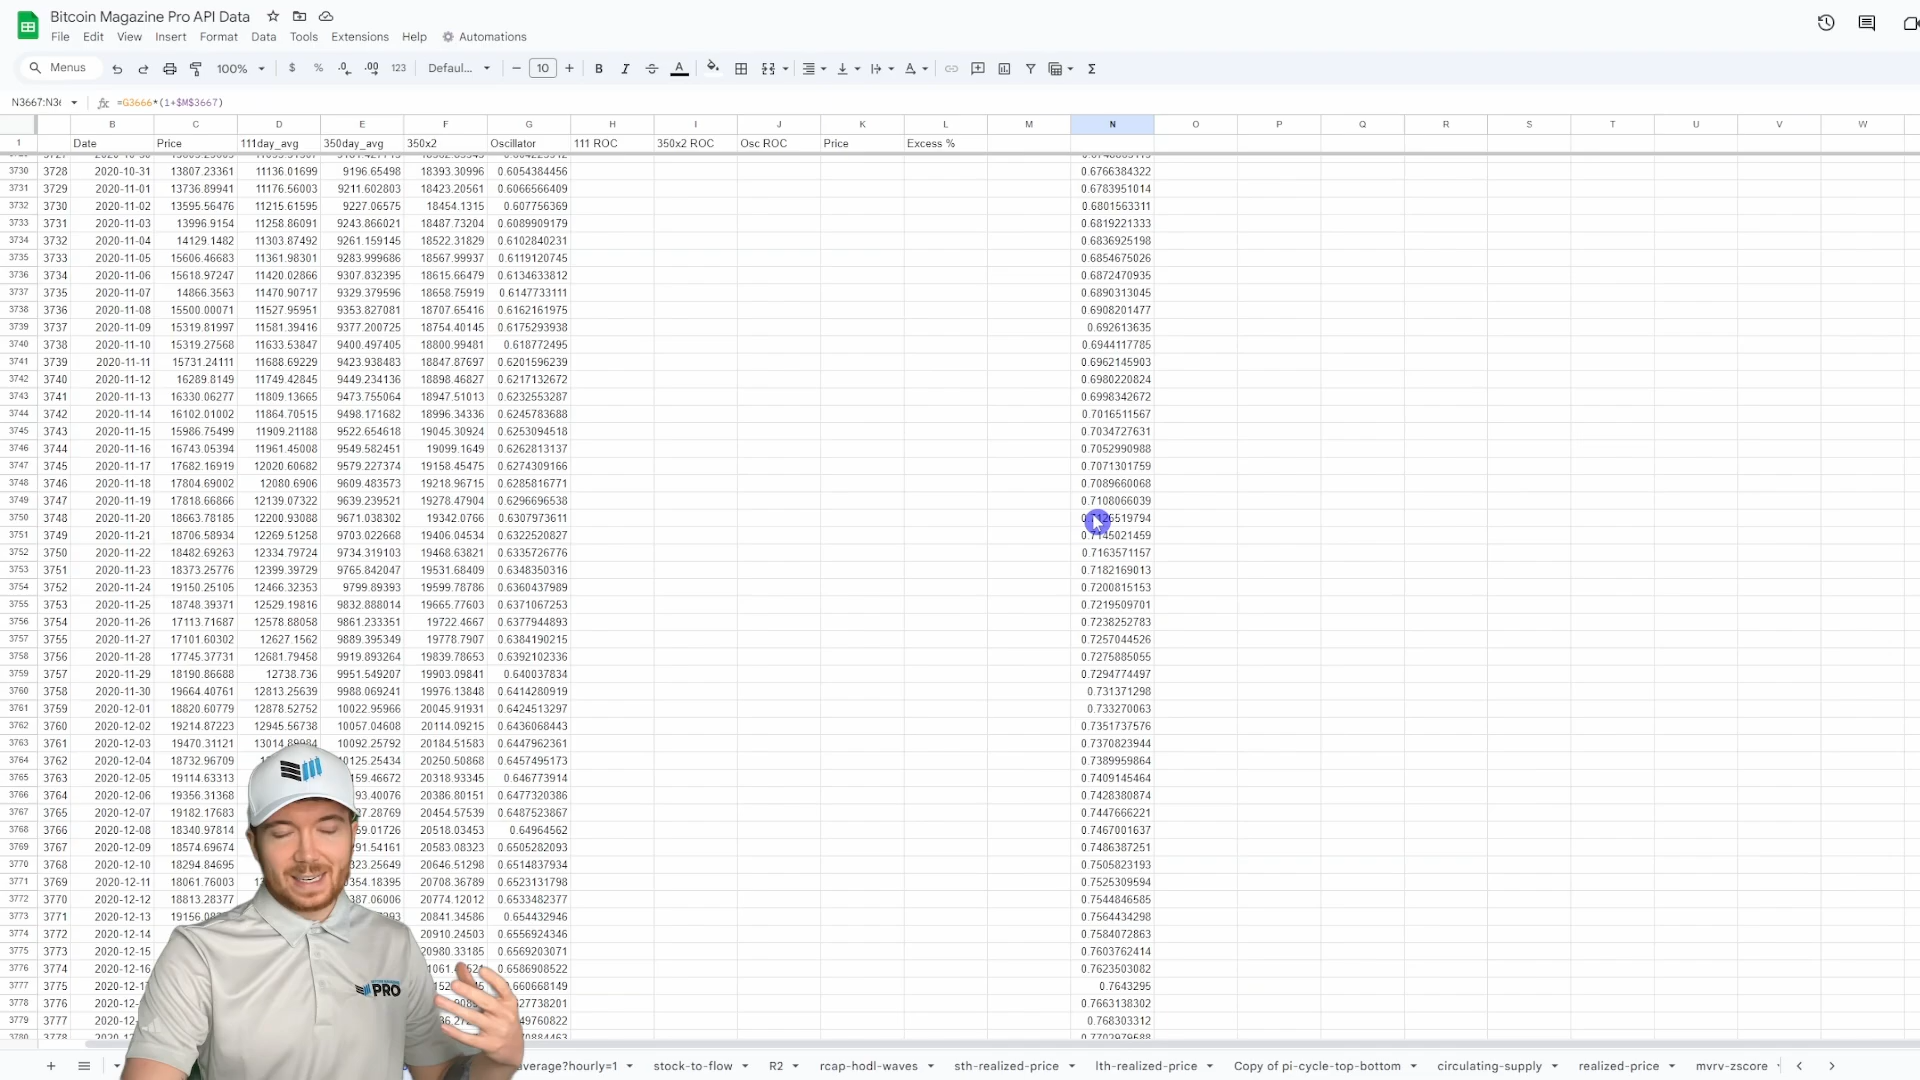 Bitcoin Magazine Pro API Data
File Edit View Insert Format Data Tools Extensions Help Automations
Menus 100% $ % .0 .00 123 Defaul... − 10 + B I A Σ
N3667:N36 fx =G3666*(1+$M$3667)
B C D E F G H I J K L M N O P Q R S T U V W
1 Date Price 111day_avg 350day_avg 350x2 Oscillator 111 ROC 350x2 ROC Osc ROC Price Excess %
3730 3728 2020-10-31 13807.23361 11136.01699 9196.65498 18393.30996 0.6054384456 0.6766384322
3731 3729 2020-11-01 13736.89941 11176.56003 9211.602803 18423.20561 0.6066566409 0.6783951014
3732 3730 2020-11-02 13595.56476 11215.61595 9227.06575 18454.1315 0.607756369 0.6801563311
3733 3731 2020-11-03 13996.9154 11258.86091 9243.866021 18487.73204 0.6089909179 0.6819221333
3734 3732 2020-11-04 14129.1482 11303.87492 9261.159145 18522.31829 0.6102840231 0.6836925198
3735 3733 2020-11-05 15606.46683 11361.98301 9283.999686 18567.99937 0.6119120745 0.6854675026
3736 3734 2020-11-06 15618.97247 11420.02866 9307.832395 18615.66479 0.6134633812 0.6872470935
3737 3735 2020-11-07 14866.3563 11470.90717 9329.379596 18658.75919 0.6147733111 0.6890313045
3738 3736 2020-11-08 15500.00071 11527.95951 9353.827081 18707.65416 0.6162161975 0.6908201477
3739 3737 2020-11-09 15319.81997 11581.39416 9377.200725 18754.40145 0.6175293938 0.692613635
3740 3738 2020-11-10 15319.27568 11633.53847 9400.497405 18800.99481 0.618772495 0.6944117785
3741 3739 2020-11-11 15731.24111 11688.69229 9423.938483 18847.87697 0.6201596239 0.6962145903
3742 3740 2020-11-12 16289.8149 11749.42845 9449.234136 18898.46827 0.6217132672 0.6980220824
3743 3741 2020-11-13 16330.06277 11809.13665 9473.755064 18947.51013 0.6232553287 0.6998342672
3744 3742 2020-11-14 16102.01002 11864.70515 9498.171682 18996.34336 0.6245783688 0.7016511567
3745 3743 2020-11-15 15986.75499 11909.21188 9522.654618 19045.30924 0.6253094518 0.7034727631
3746 3744 2020-11-16 16743.05394 11961.45008 9549.582451 19099.1649 0.6262813137 0.7052990988
3747 3745 2020-11-17 17682.16919 12020.60682 9579.227374 19158.45475 0.6274309166 0.7071301759
3748 3746 2020-11-18 17804.69002 12080.6906 9609.483573 19218.96715 0.6285816771 0.7089660068
3749 3747 2020-11-19 17818.66866 12139.07322 9639.239521 19278.47904 0.6296696538 0.7108066039
3750 3748 2020-11-20 18663.78185 12200.93088 9671.038302 19342.0766 0.6307973611
3751 3749 2020-11-21 18706.58934 12269.51258 9703.022668 19406.04534 0.6322520827 0.7145021459
3752 3750 2020-11-22 18482.69263 12334.79724 9734.319103 19468.63821 0.6335726776 0.7163571157
3753 3751 2020-11-23 18373.25776 12399.39729 9765.842047 19531.68409 0.6348350316 0.7182169013
3754 3752 2020-11-24 19150.25105 12466.32353 9799.89393 19599.78786 0.6360437989 0.7200815153
3755 3753 2020-11-25 18748.39371 12529.19816 9832.888014 19665.77603 0.6371067253 0.7219509701
3756 3754 2020-11-26 17113.71687 12578.88058 9861.233351 19722.4667 0.6377944893 0.7238252783
3757 3755 2020-11-27 17101.60302 12627.1562 9889.395349 19778.7907 0.6384190215 0.7257044526
3758 3756 2020-11-28 17745.37731 12681.79458 9919.893264 19839.78653 0.6392102336 0.7275885055
3759 3757 2020-11-29 18190.86688 12738.736 9951.549207 19903.09841 0.640037834 0.7294774497
3760 3758 2020-11-30 19664.40761 12813.25639 9988.069241 19976.13848 0.6414280919 0.731371298
3761 3759 2020-12-01 18820.60779 12878.52752 10022.95966 20045.91931 0.6424513297 0.733270063
3762 3760 2020-12-02 19214.87223 12945.56738 10057.04608 20114.09215 0.6436068443 0.7351737576
3763 3761 2020-12-03 19470.31121 10092.25792 20184.51583 0.6447962361 0.7370823944
3764 3762 2020-12-04 18732.96709 20250.50868 0.6457495173 0.7389959864
3765 3763 2020-12-05 19114.63313 20318.93345 0.646773914 0.7409145464
3766 3764 2020-12-06 19356.31368 20386.80151 0.6477320386 0.7428380874
3767 3765 2020-12-07 19182.17683 20454.57539 0.6487523867 0.7447666221
3768 3766 2020-12-08 18340.97814 20518.03453 0.64964562 0.7467001637
3769 3767 2020-12-09 18574.69674 20583.08323 0.6505282093 0.7486387251
3770 3768 2020-12-10 18294.84695 20646.51298 0.6514837934 0.7505823193
3771 3769 2020-12-11 18061.76003 20708.36789 0.6523131798 0.7525309594
3772 3770 2020-12-12 18813.28377 20774.12012 0.6533482377 0.7544846585
3773 3771 2020-12-13 20841.34586 0.654432946 0.7564434298
3774 3772 2020-12-14 20910.24503 0.6556924346 0.7584072863
3775 3773 2020-12-15 20980.33185 0.6569203071 0.7603762414
3776 3774 2020-12-16 0.6586908522 0.7623503082
3777 3775 0.7643295
3778 3776 0.7663138302
3779 3777 0.768303312
PRO
average?hourly=1 stock-to-flow R2 rcap-hodl-waves sth-realized-price lth-realized-price Copy of pi-cycle-top-bottom circulating-supply realized-price mvrv-zscore